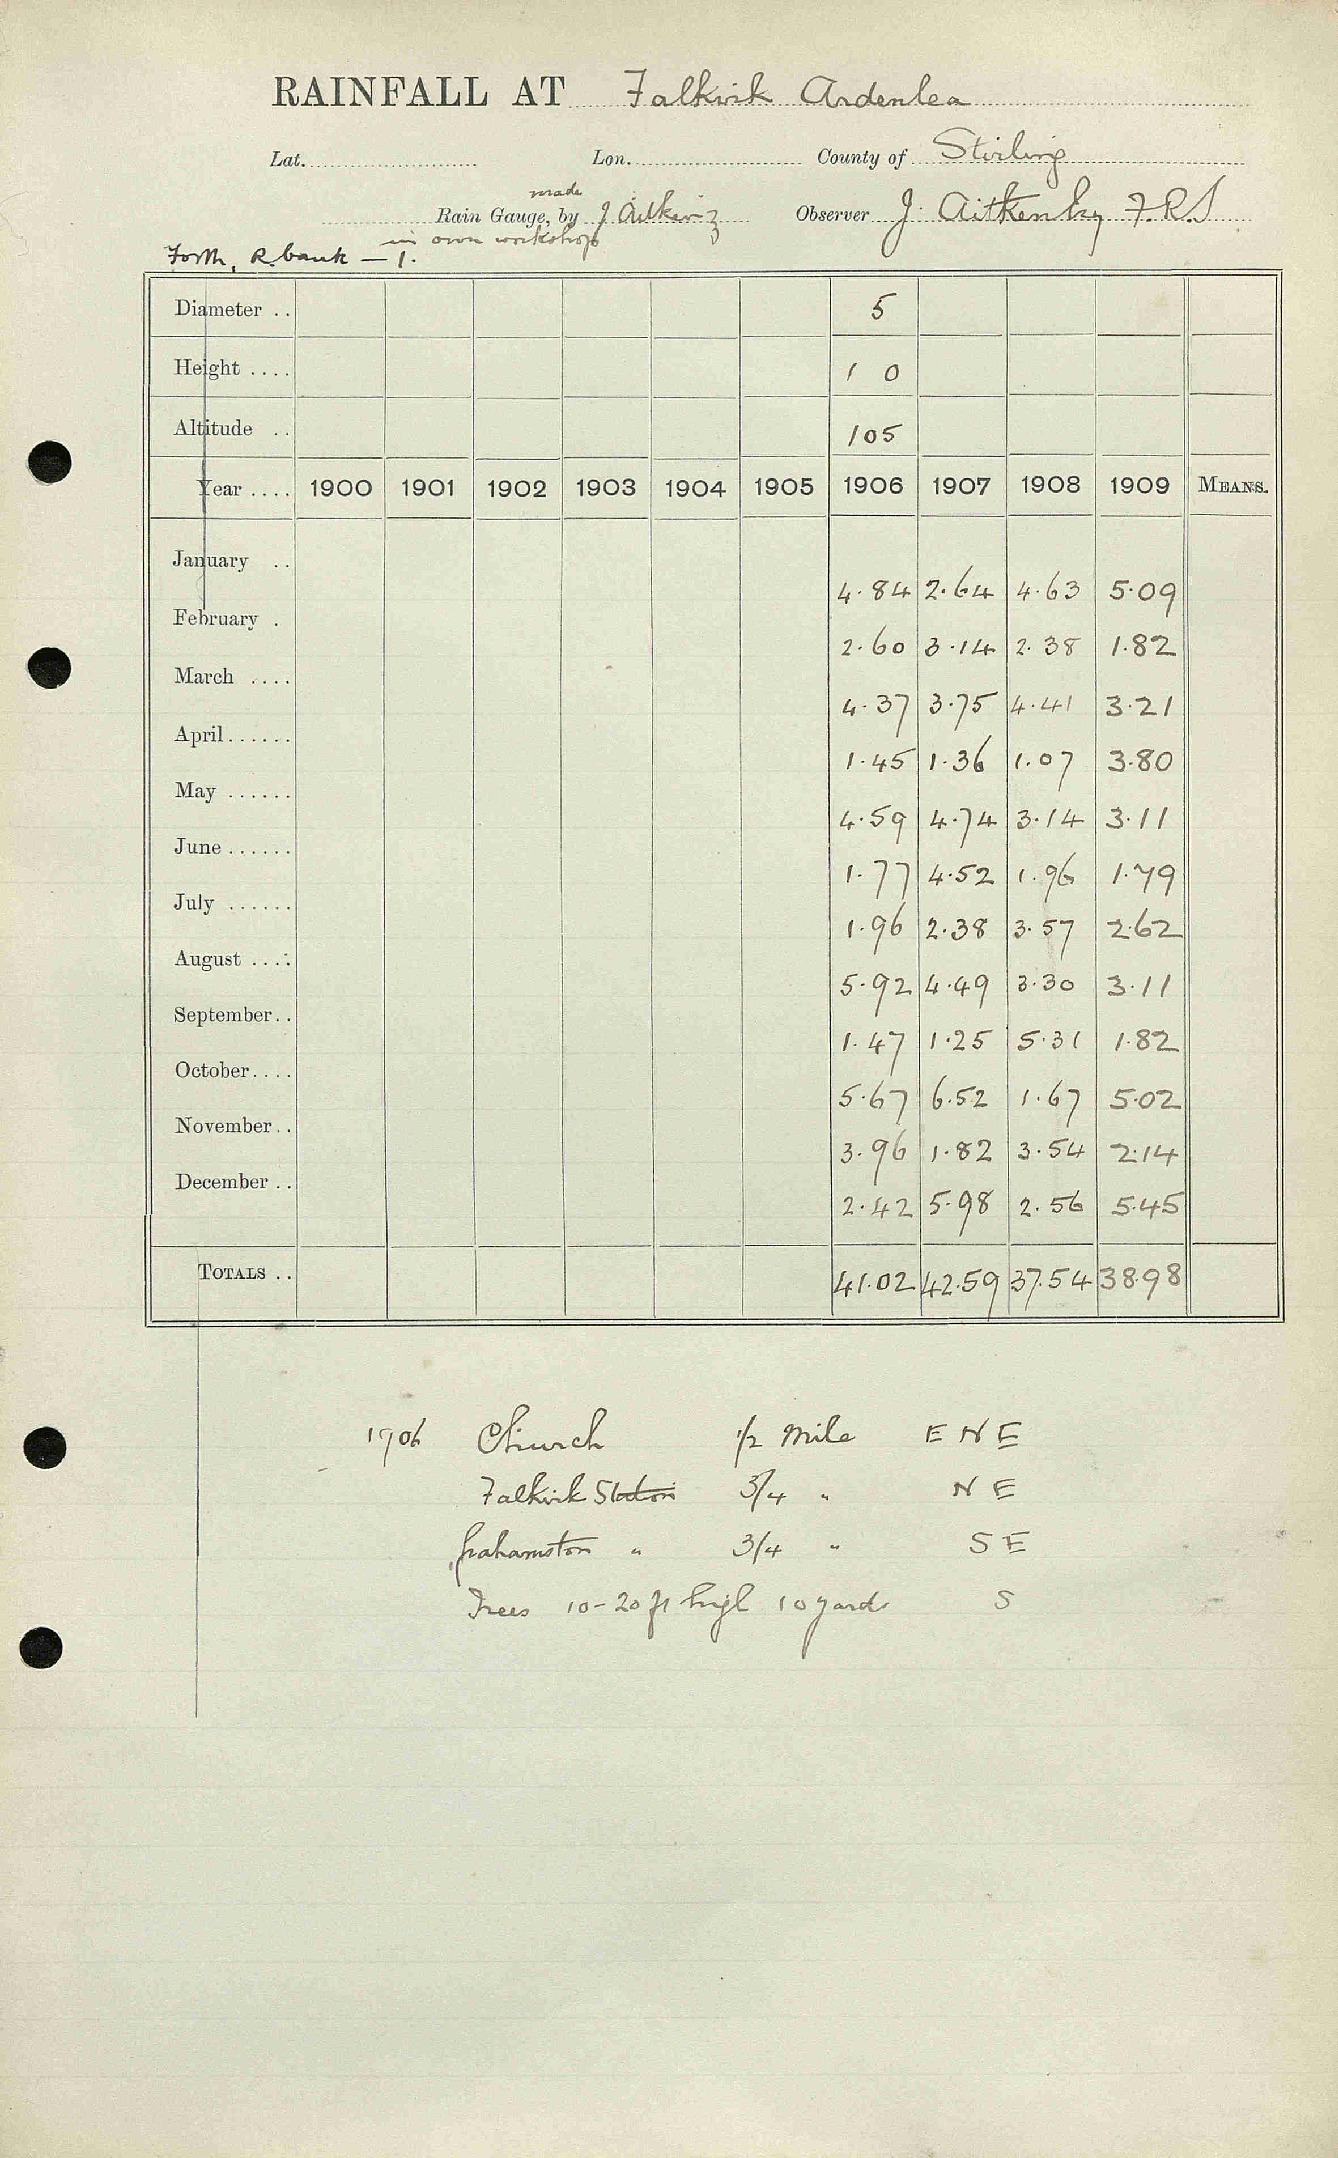 RAINFALL AT Falkirk Ardenlea
Lat. Lon. County of Stirling
made
Rain Gauge, by J Aitken Observer J. Aitken Esq F.R.S
in own workshop
Forth, R. bank — 1.
Diameter .. 5
Height .... 1 0
Altitude .. 105
Year .... 1900 1901 1902 1903 1904 1905 1906 1907 1908 1909 MEANS.
January .. 4.84 2.64 4.63 5.09
February . 2.60 3.14 2.38 1.82
March .... 4.37 3.75 4.41 3.21
April...... 1.45 1.36 1.07 3.80
May ...... 4.59 4.74 3.14 3.11
June ...... 1.77 4.52 1.96 1.79
July ...... 1.96 2.38 3.57 2.62
August .... 5.92 4.49 3.30 3.11
September.. 1.47 1.25 5.31 1.82
October.... 5.67 6.52 1.67 5.02
November.. 3.96 1.82 3.54 2.14
December .. 2.42 5.98 2.56 5.45
TOTALS .. 41.02 42.59 37.54 38.98
1906 Church 1/2 Mile E N E
Falkirk Station 3/4 " N E
Grahamston " 3/4 " S E
Trees 10-20 ft high 10 yards S